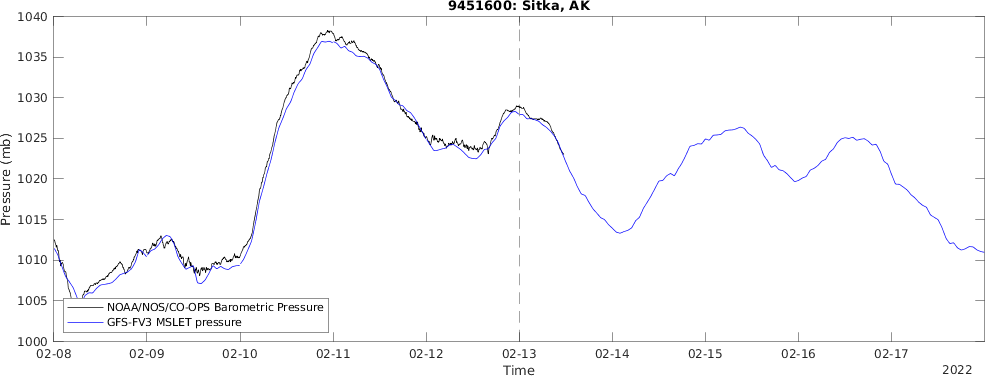 9451600: Sitka, AK
1040
1035
1030
1025
1020
1015
1010
1005
1000
Pressure (mb)
NOAA/NOS/CO-OPS Barometric Pressure
GFS-FV3 MSLET pressure
02-08 02-09 02-10 02-11 02-12 02-13 02-14 02-15 02-16 02-17
Time
2022